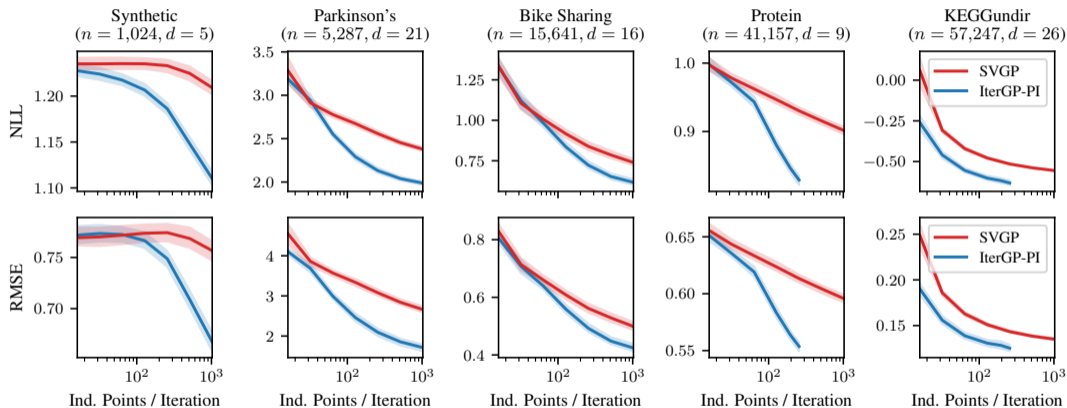 Synthetic
(n = 1,024, d = 5)
Parkinson's
(n = 5,287, d = 21)
Bike Sharing
(n = 15,641, d = 16)
Protein
(n = 41,157, d = 9)
KEGGundir
(n = 57,247, d = 26)
NLL
1.20
1.15
1.10
3.5
3.0
2.5
2.0
1.25
1.00
0.75
1.0
0.9
0.00
−0.25
−0.50
SVGP
IterGP-PI
RMSE
0.75
0.70
4
3
2
0.8
0.6
0.4
0.65
0.60
0.55
0.25
0.20
0.15
SVGP
IterGP-PI
10² 10³
10² 10³
10² 10³
10² 10³
10² 10³
Ind. Points / Iteration
Ind. Points / Iteration
Ind. Points / Iteration
Ind. Points / Iteration
Ind. Points / Iteration